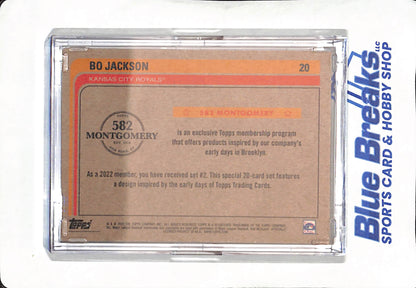 BO JACKSON
20
KANSAS CITY ROYALS
582
MONTGOMERY
582 MONTGOMERY
is an exclusive Topps membership program
that offers products inspired by our company's
early days in Brooklyn.
As a 2022 member, you have received set #2. This special 20-card set features
a design inspired by the early days of Topps Trading Cards.
Topps
Blue Breaks LLC
SPORTS CARD & HOBBY SHOP